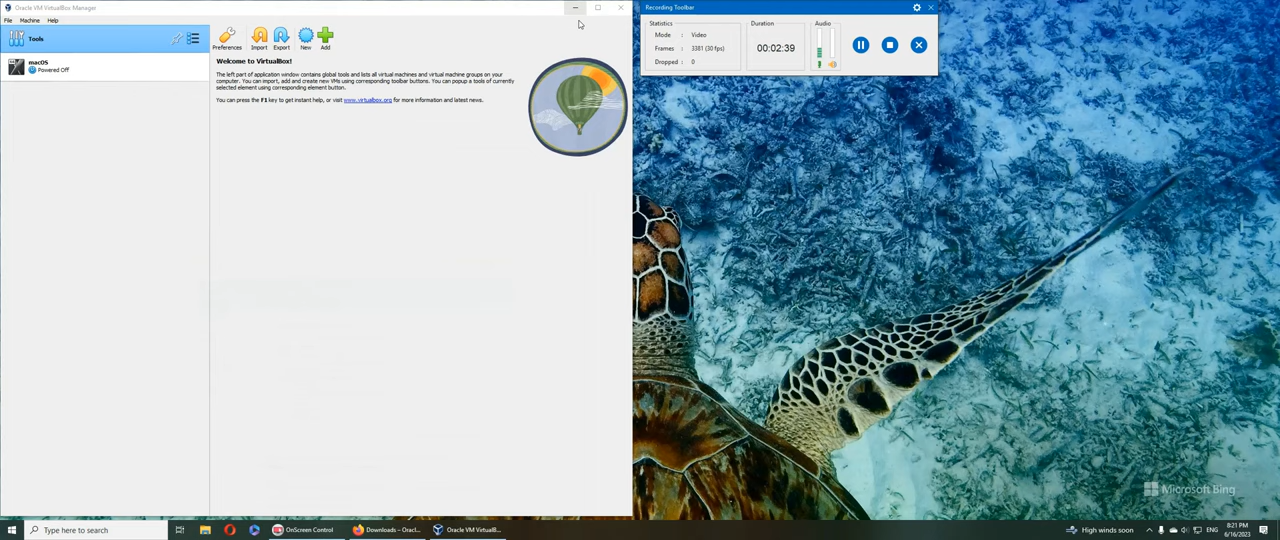 Oracle VM VirtualBox Manager
File Machine Help
Tools
macOS
Powered Off
Preferences Import Export New Add
Welcome to VirtualBox!
The left part of application window contains global tools and lists all virtual machines and virtual machine groups on your
computer. You can import, add and create new VMs using corresponding toolbar buttons. You can popup a tools of currently
selected element using corresponding element button.
You can press the F1 key to get instant help, or visit www.virtualbox.org for more information and latest news.
Recording Toolbar
Statistics
Mode : Video
Frames : 3381 (30 fps)
Dropped : 0
Duration
00:02:39
Audio
Microsoft Bing
Type here to search
OnScreen Control
Downloads – Oracl...
Oracle VM VirtualB...
High winds soon
ENG
8:21 PM
6/16/2023